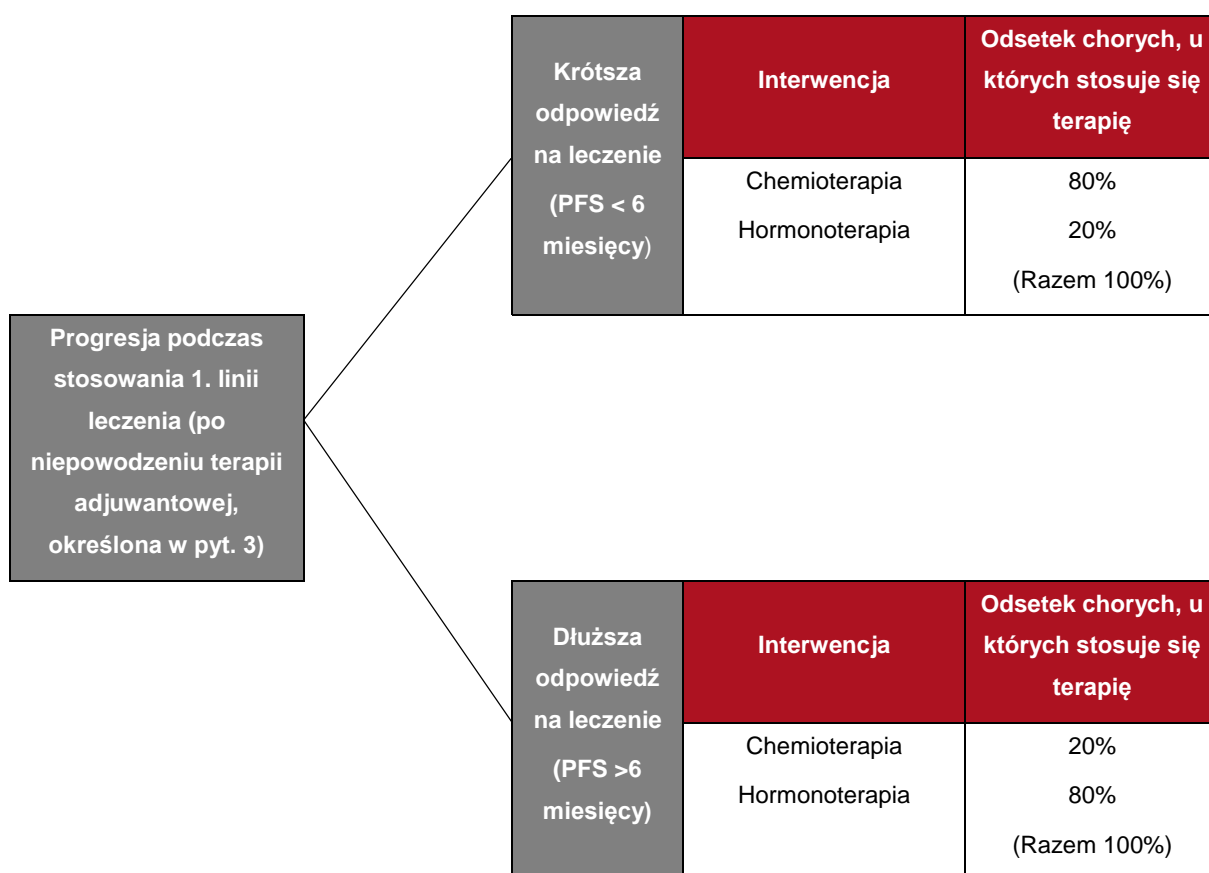 Progresja podczas
stosowania 1. linii
leczenia (po
niepowodzeniu terapii
adjuwantowej,
określona w pyt. 3)
Krótsza
odpowiedź
na leczenie
(PFS < 6
miesięcy)
Interwencja
Odsetek chorych, u
których stosuje się
terapię
Chemioterapia
80%
Hormonoterapia
20%
(Razem 100%)
Dłuższa
odpowiedź
na leczenie
(PFS >6
miesięcy)
Interwencja
Odsetek chorych, u
których stosuje się
terapię
Chemioterapia
20%
Hormonoterapia
80%
(Razem 100%)